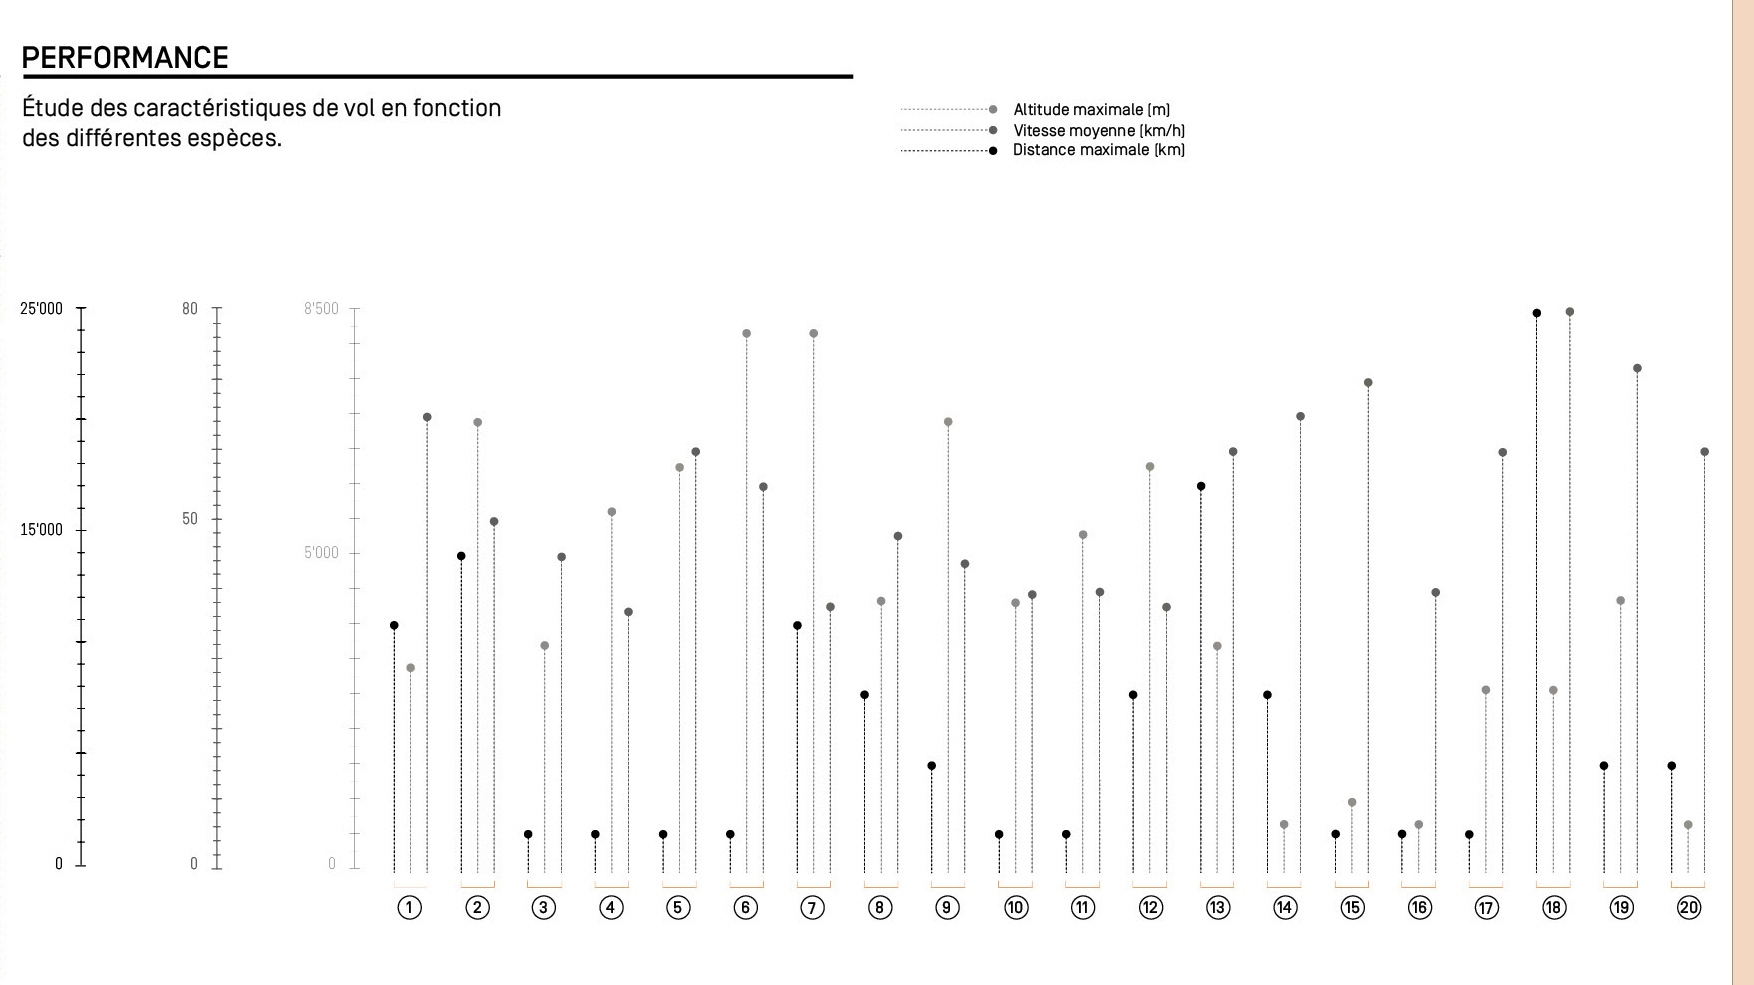 PERFORMANCE
Étude des caractéristiques de vol en fonction
des différentes espèces.
Altitude maximale (m)
Vitesse moyenne (km/h)
Distance maximale (km)
25'000
80
8'500
15'000
50
5'000
0
0
0
1 2 3 4 5 6 7 8 9 10 11 12 13 14 15 16 17 18 19 20